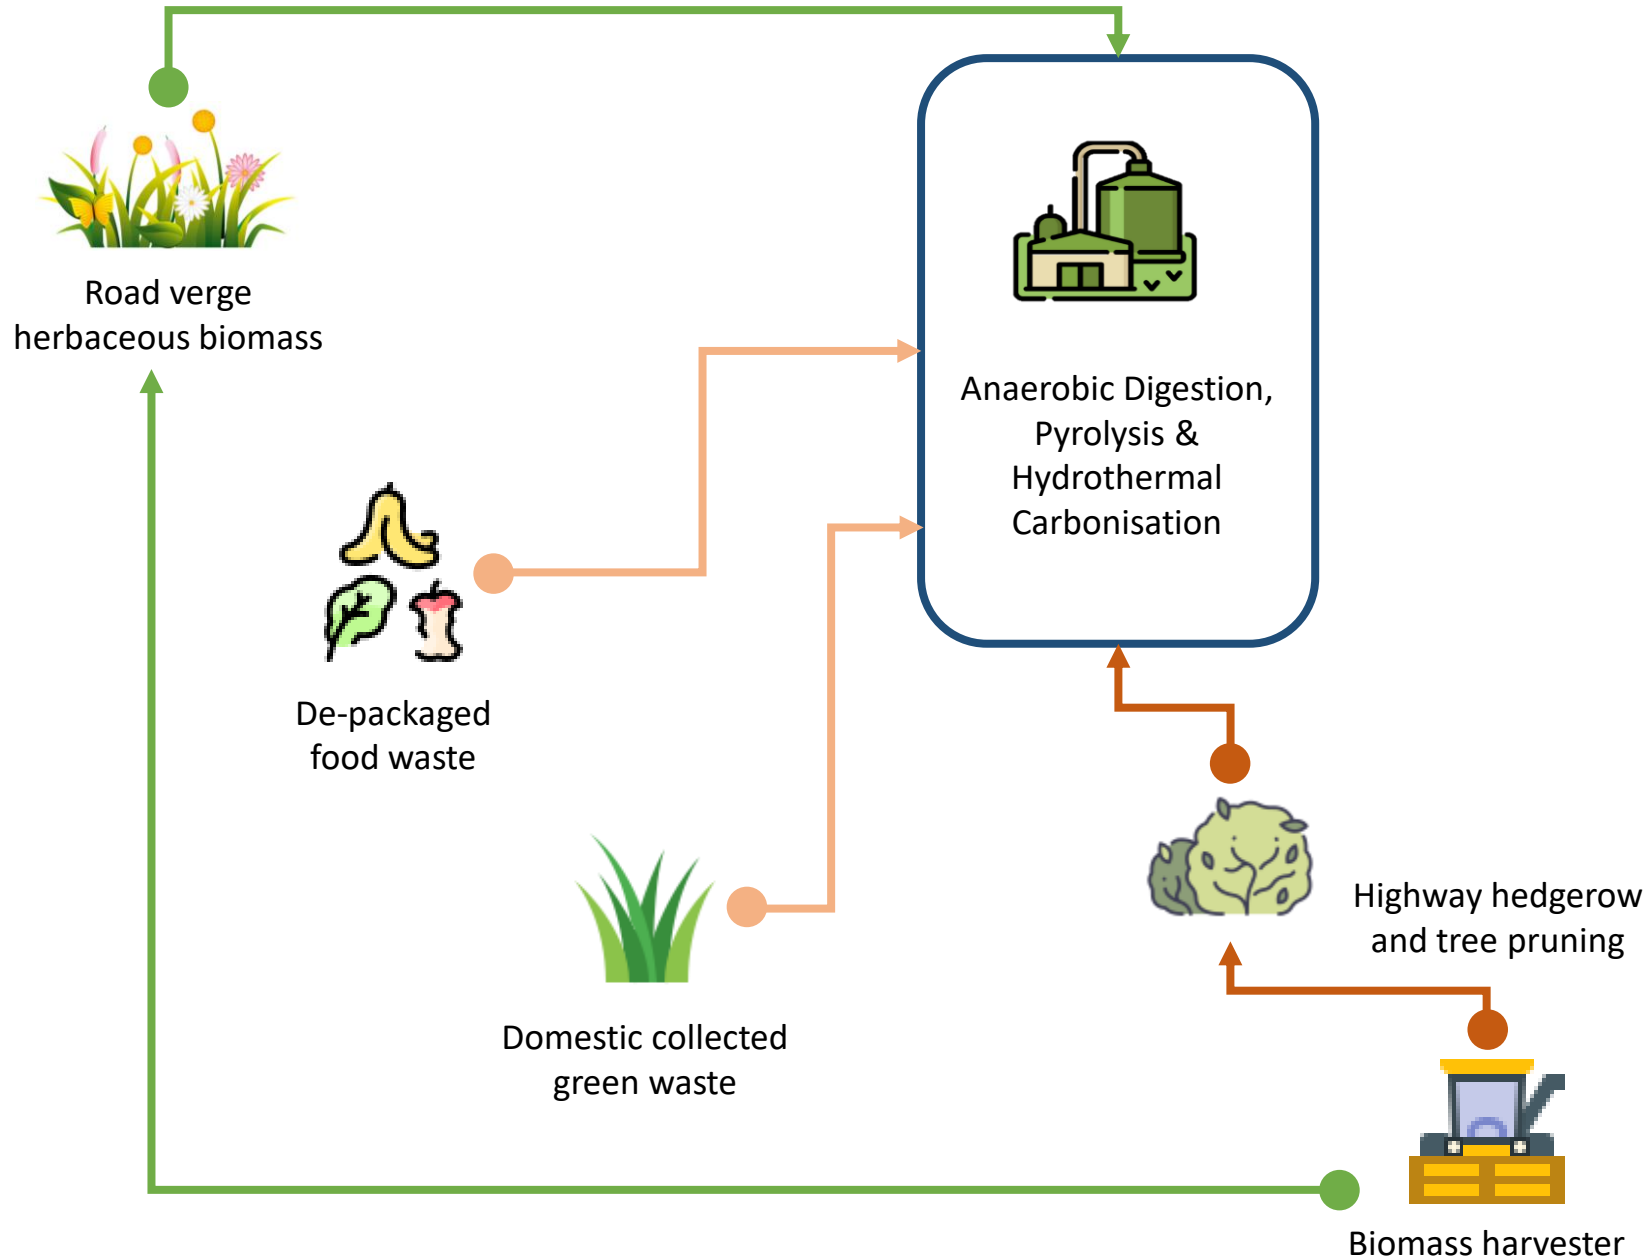 Road verge
herbaceous biomass
Anaerobic Digestion,
Pyrolysis &
Hydrothermal
Carbonisation
De-packaged
food waste
Highway hedgerow
and tree pruning
Domestic collected
green waste
Biomass harvester